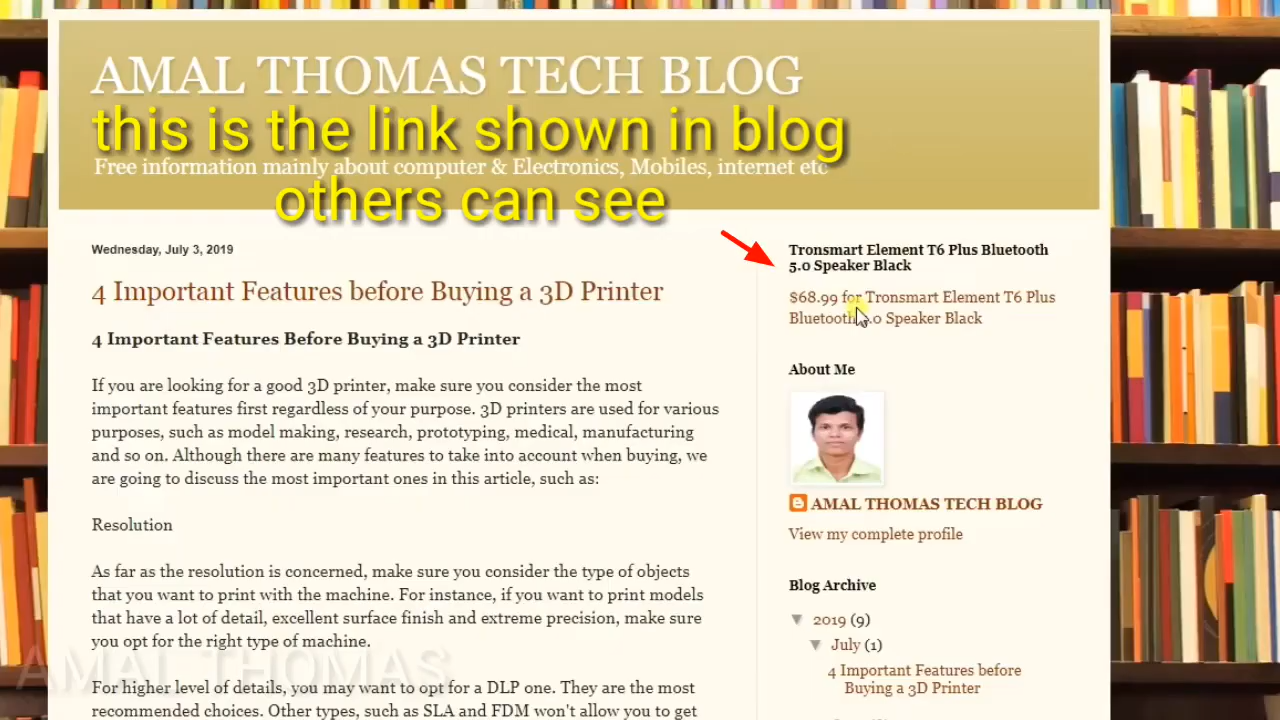 AMAL THOMAS TECH BLOG
this is the link shown in blog
Free information mainly about computer & Electronics, Mobiles, internet etc
others can see
Wednesday, July 3, 2019
4 Important Features before Buying a 3D Printer
4 Important Features Before Buying a 3D Printer
If you are looking for a good 3D printer, make sure you consider the most
important features first regardless of your purpose. 3D printers are used for various
purposes, such as model making, research, prototyping, medical, manufacturing
and so on. Although there are many features to take into account when buying, we
are going to discuss the most important ones in this article, such as:
Resolution
As far as the resolution is concerned, make sure you consider the type of objects
that you want to print with the machine. For instance, if you want to print models
that have a lot of detail, excellent surface finish and extreme precision, make sure
you opt for the right type of machine.
For higher level of details, you may want to opt for a DLP one. They are the most
recommended choices. Other types, such as SLA and FDM won't allow you to get
AMAL THOMAS
Tronsmart Element T6 Plus Bluetooth
5.0 Speaker Black
$68.99 for Tronsmart Element T6 Plus
Bluetooth 5.0 Speaker Black
About Me
AMAL THOMAS TECH BLOG
View my complete profile
Blog Archive
▼ 2019 (9)
▼ July (1)
4 Important Features before
Buying a 3D Printer